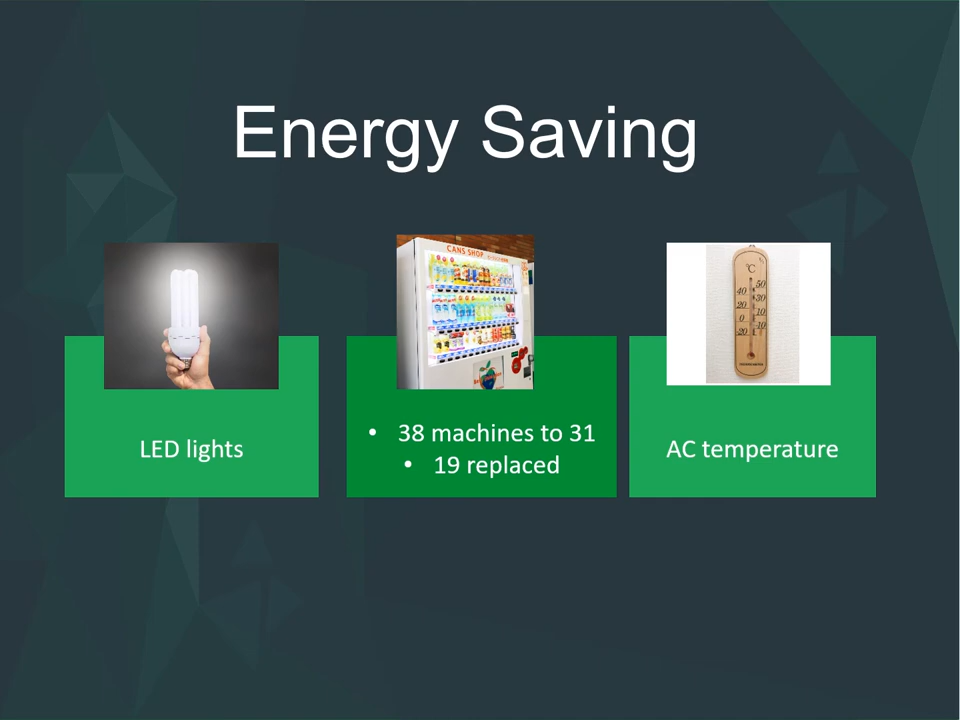 Energy Saving
CANS SHOP
°C
50
40
30
20
10
0
-10
-20
LED lights
• 38 machines to 31
• 19 replaced
AC temperature